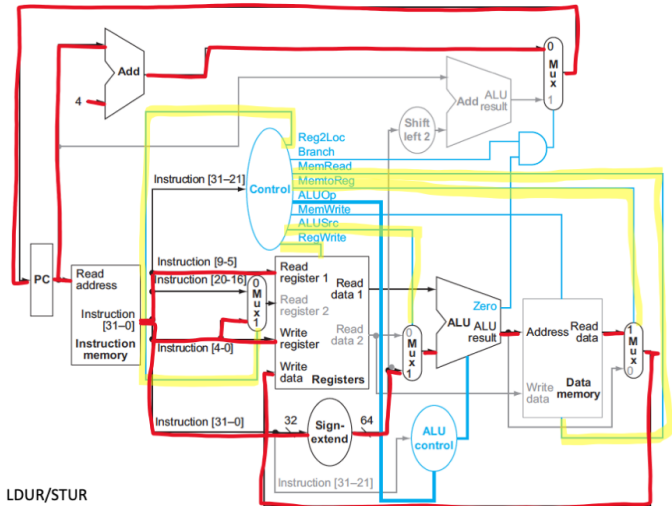 Add
4
0
Mux
1
Add ALU result
Shift left 2
Reg2Loc
Branch
MemRead
MemtoReg
ALUOp
MemWrite
ALUSrc
RegWrite
Control
Instruction [31–21]
PC
Read address
Instruction [31–0]
Instruction memory
Instruction [9-5]
Instruction [20-16]
Instruction [4-0]
0
Mux
1
Read register 1
Read register 2
Write register
Write data
Read data 1
Read data 2
Registers
0
Mux
1
Zero
ALU ALU result
Address
Read data
Write data
Data memory
1
Mux
0
Instruction [31–0]
32
Sign-extend
64
ALU control
Instruction [31–21]
LDUR/STUR